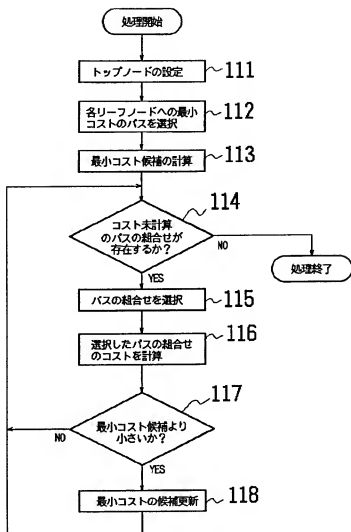 処理開始
トップノードの設定
111
各リーフノードへの最小
コストのパスを選択
112
最小コスト候補の計算
113
コスト未計算
のパスの組合せが
存在するか?
114
NO
処理終了
YES
パスの組合せを選択
115
選択したパスの組合せ
のコストを計算
116
最小コスト候補より
小さいか?
117
NO
YES
最小コストの候補更新
118